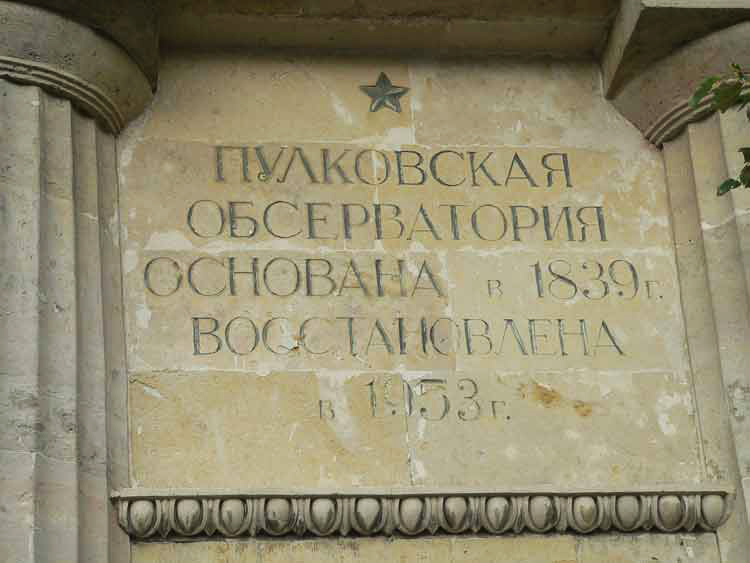 ПУЛКОВСКАЯ
ОБСЕРВАТОРИЯ
ОСНОВАНА в 1839 г.
ВОССТАНОВЛЕНА
в 1953 г.